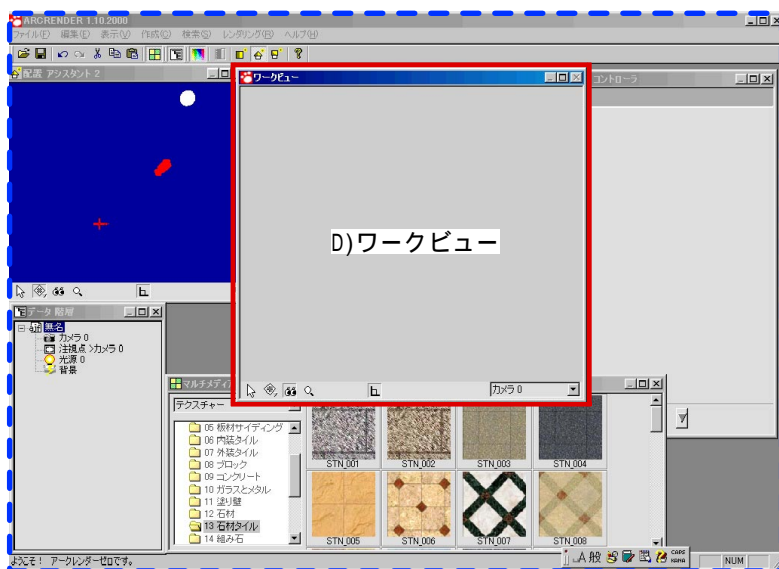 ARCRENDER 1.10.2000
ファイル(F) 編集(E) 表示(V) 作成(C) 検索(S) レンダリング(R) ヘルプ(H)
配置 アシスタント 2
ワークビュー
コントローラ
D)ワークビュー
データ 階層
無名
カメラ 0
注視点>カメラ 0
光源 0
背景
カメラ 0
マルチメディ
テクスチャー
05 板材サイディング
06 内装タイル
07 外装タイル
08 ブロック
09 コンクリート
10 ガラスとメタル
11 塗り壁
12 石材
13 石材タイル
14 組み石
STN_001 STN_002 STN_003 STN_004
STN_005 STN_006 STN_007 STN_008
ようこそ! アークレンダーゼロです。
A 般
CAPS
KANA
NUM